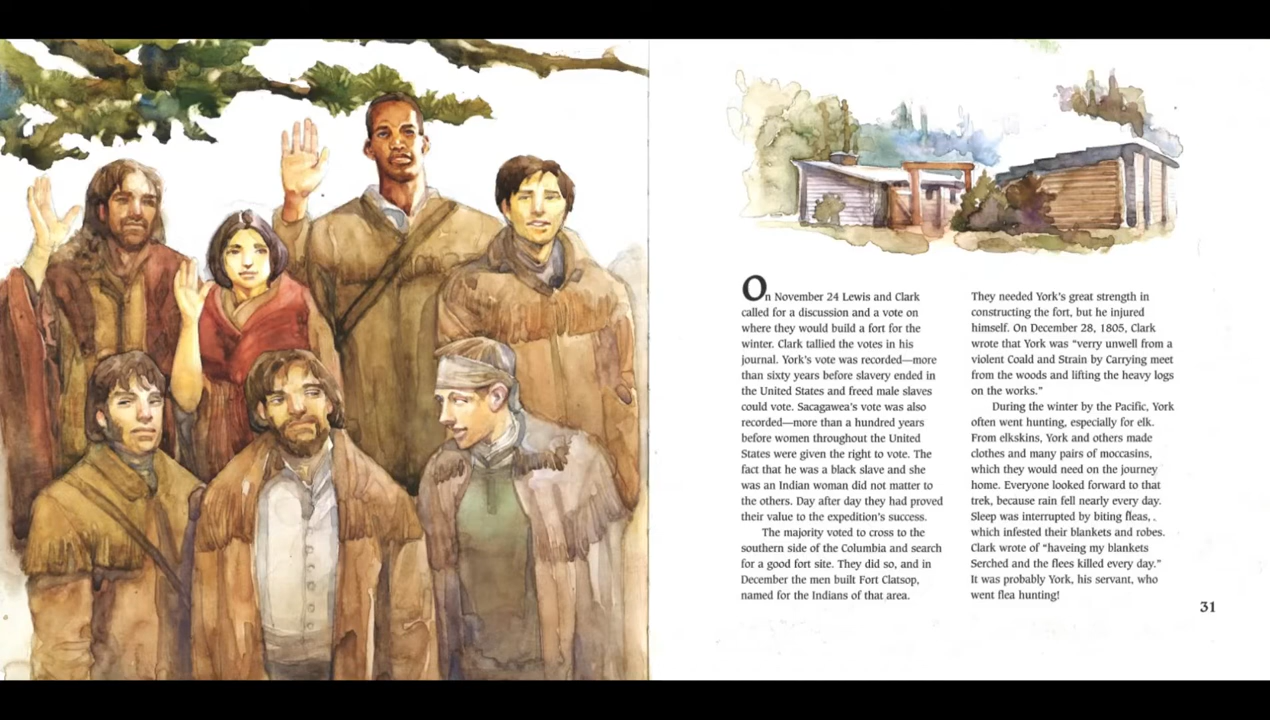 On November 24 Lewis and Clark
called for a discussion and a vote on
where they would build a fort for the
winter. Clark tallied the votes in his
journal. York's vote was recorded—more
than sixty years before slavery ended in
the United States and freed male slaves
could vote. Sacagawea's vote was also
recorded—more than a hundred years
before women throughout the United
States were given the right to vote. The
fact that he was a black slave and she
was an Indian woman did not matter to
the others. Day after day they had proved
their value to the expedition's success.
The majority voted to cross to the
southern side of the Columbia and search
for a good fort site. They did so, and in
December the men built Fort Clatsop,
named for the Indians of that area.
They needed York's great strength in
constructing the fort, but he injured
himself. On December 28, 1805, Clark
wrote that York was "verry unwell from a
violent Coald and Strain by Carrying meet
from the woods and lifting the heavy logs
on the works."
During the winter by the Pacific, York
often went hunting, especially for elk.
From elkskins, York and others made
clothes and many pairs of moccasins,
which they would need on the journey
home. Everyone looked forward to that
trek, because rain fell nearly every day.
Sleep was interrupted by biting fleas,
which infested their blankets and robes.
Clark wrote of "haveing my blankets
Serched and the flees killed every day."
It was probably York, his servant, who
went flea hunting!
31